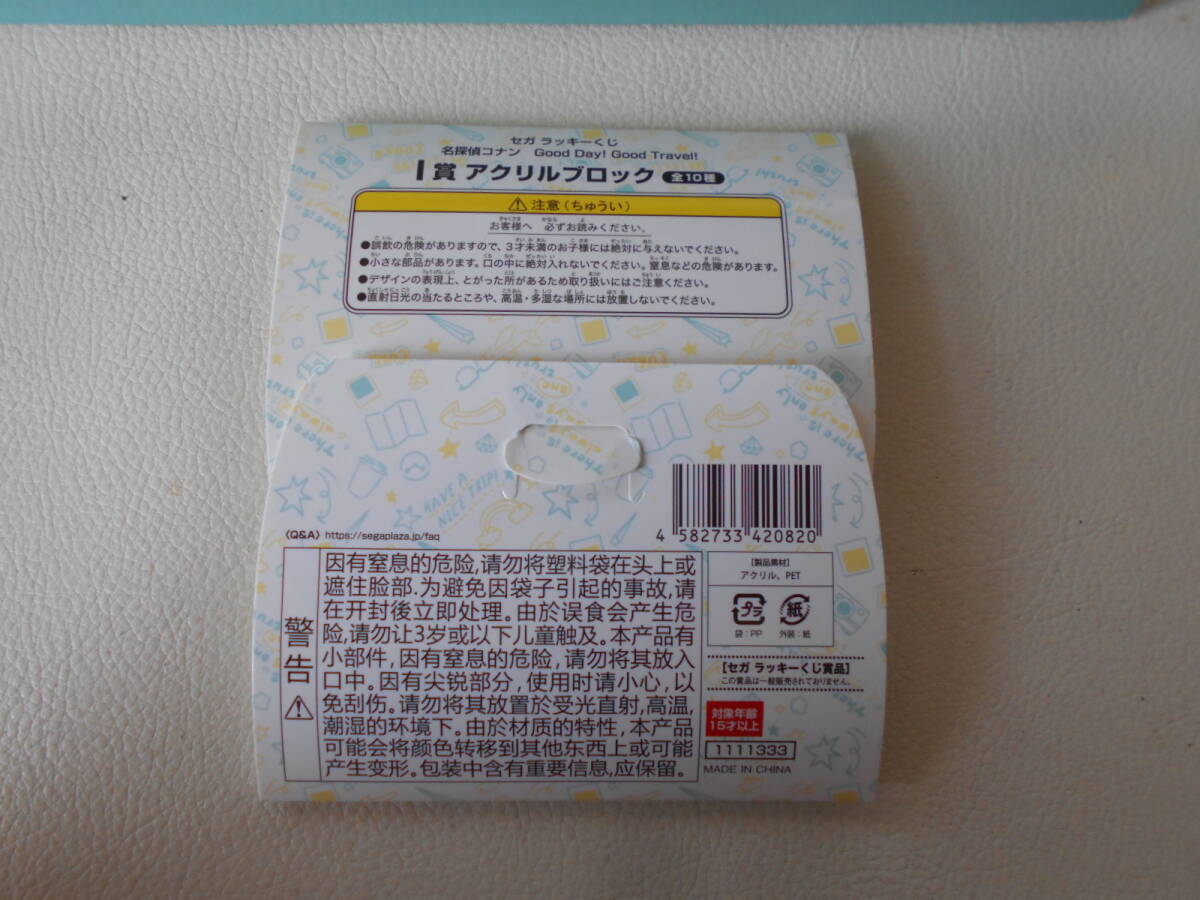 セガ ラッキーくじ
名探偵コナン Good Day! Good Travel!
I賞 アクリルブロック 全10種
⚠注意(ちゅうい)
お客様へ 必ずお読みください。
●誤飲の危険がありますので、3才未満のお子様には絶対に与えないでください。
●小さな部品があります。口の中に絶対入れないでください。窒息などの危険があります。
●デザインの表現上、とがった所があるため取り扱いにはご注意ください。
●直射日光の当たるところや、高温・多湿な場所には放置しないでください。
There is always only one truth!
HAVE A NICE TRIP!
〈Q&A〉https://segaplaza.jp/faq
4 582733 420820
警告⚠
因有窒息的危险,请勿将塑料袋在头上或
遮住脸部.为避免因袋子引起的事故,请
在开封後立即处理。由於误食会产生危
险,请勿让3岁或以下儿童触及。本产品有
小部件,因有窒息的危险,请勿将其放入
口中。因有尖锐部分,使用时请小心,以
免刮伤。请勿将其放置於受光直射,高温,
潮湿的环境下。由於材质的特性,本产品
可能会将颜色转移到其他东西上或可能
产生变形。包装中含有重要信息,应保留。
[製品素材]
アクリル、PET
プラ
袋:PP
紙
外装:紙
[セガ ラッキーくじ賞品]
この賞品は一般販売されておりません。
対象年齢
15才以上
1111333
MADE IN CHINA